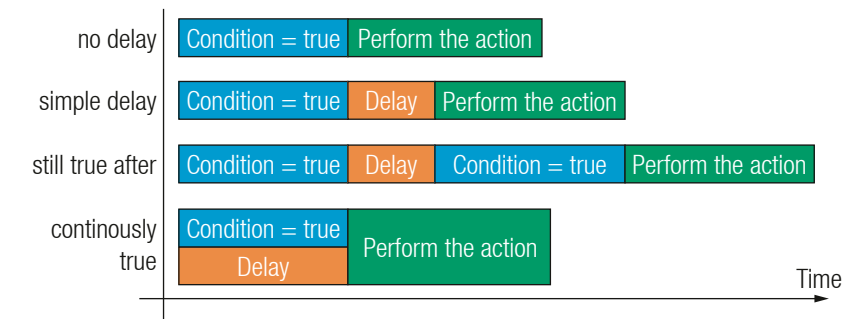 no delay Condition = true Perform the action
simple delay Condition = true Delay Perform the action
still true after Condition = true Delay Condition = true Perform the action
continously Condition = true
true Delay Perform the action
Time